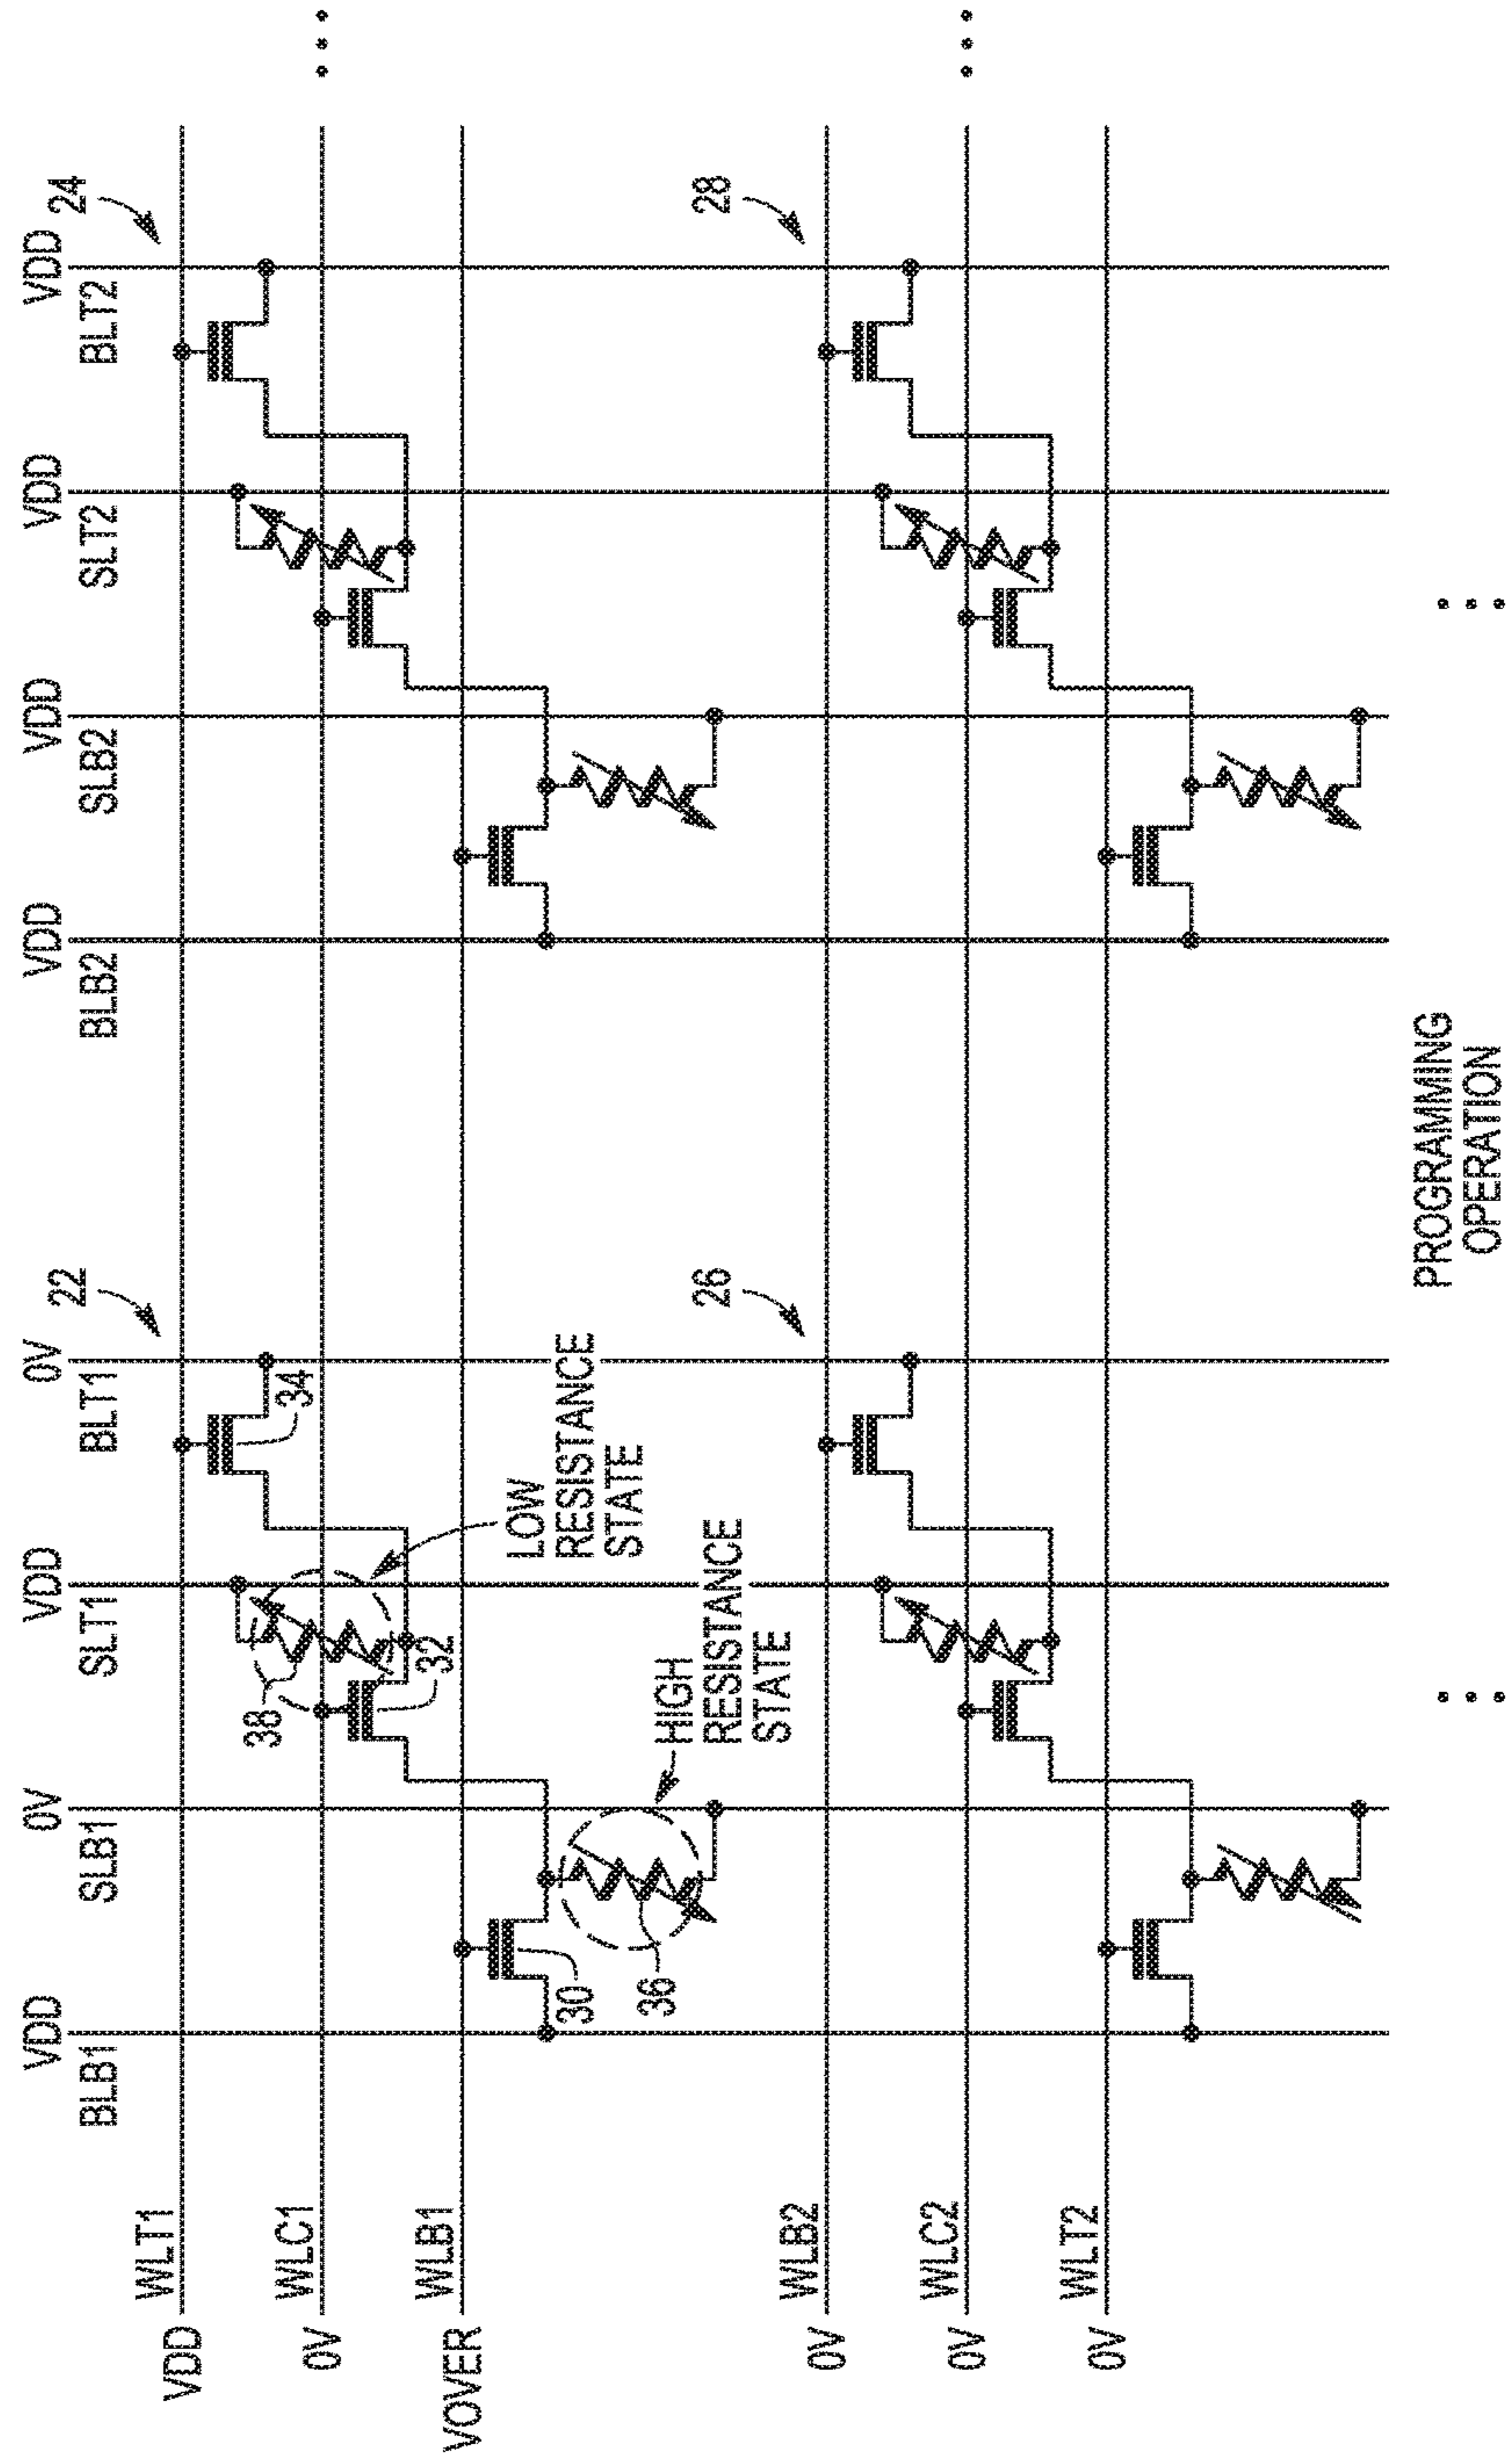 VDD 0V VDD 0V VDD VDD VDD VDD
BLB1 SLB1 SLT1 BLT1 BLB2 SLB2 SLT2 BLT2
22 24
WLT1
VDD
34
38
WLC1
0V
32
WLB1
VOVER
LOW
RESISTANCE
STATE
30
36
HIGH
RESISTANCE
STATE
26 28
WLB2
0V
WLC2
0V
WLT2
0V
PROGRAMMING
OPERATION